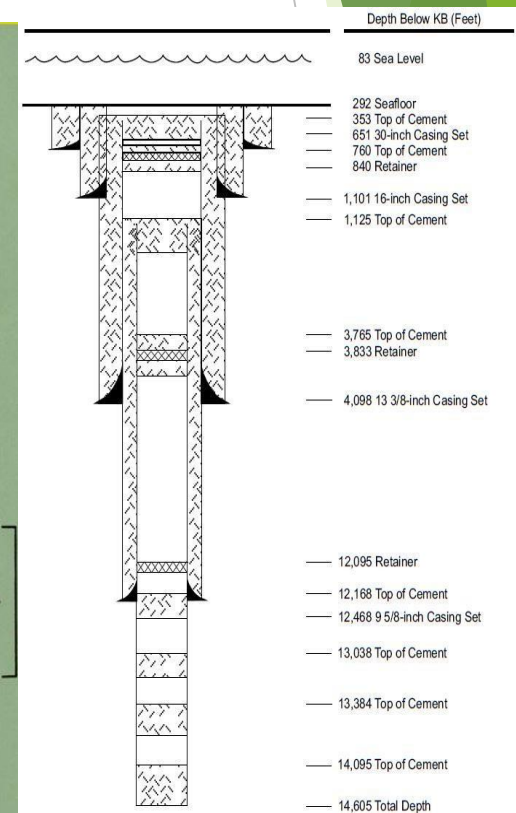 Depth Below KB (Feet)
83 Sea Level
292 Seafloor
353 Top of Cement
651 30-inch Casing Set
760 Top of Cement
840 Retainer
1,101 16-inch Casing Set
1,125 Top of Cement
3,765 Top of Cement
3,833 Retainer
4,098 13 3/8-inch Casing Set
12,095 Retainer
12,168 Top of Cement
12,468 9 5/8-inch Casing Set
13,038 Top of Cement
13,384 Top of Cement
14,095 Top of Cement
14,605 Total Depth